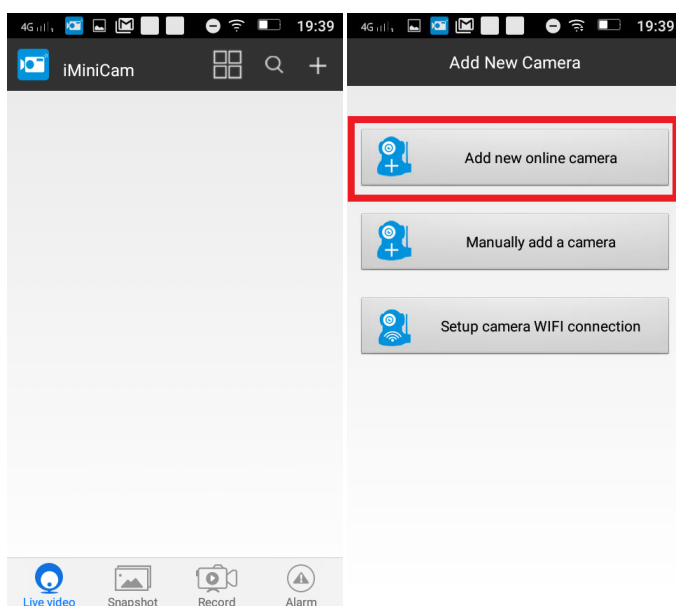 4G 19:39
iMiniCam
Live video Snapshot Record Alarm
4G 19:39
Add New Camera
Add new online camera
Manually add a camera
Setup camera WIFI connection